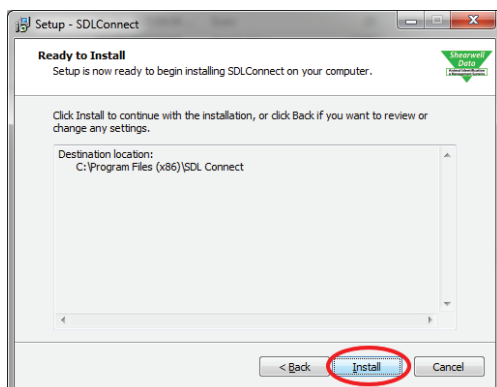 Setup - SDLConnect
Ready to Install
Setup is now ready to begin installing SDLConnect on your computer.
Shearwell
Data
Click Install to continue with the installation, or click Back if you want to review or
change any settings.
Destination location:
C:\Program Files (x86)\SDL Connect
< Back
Install
Cancel